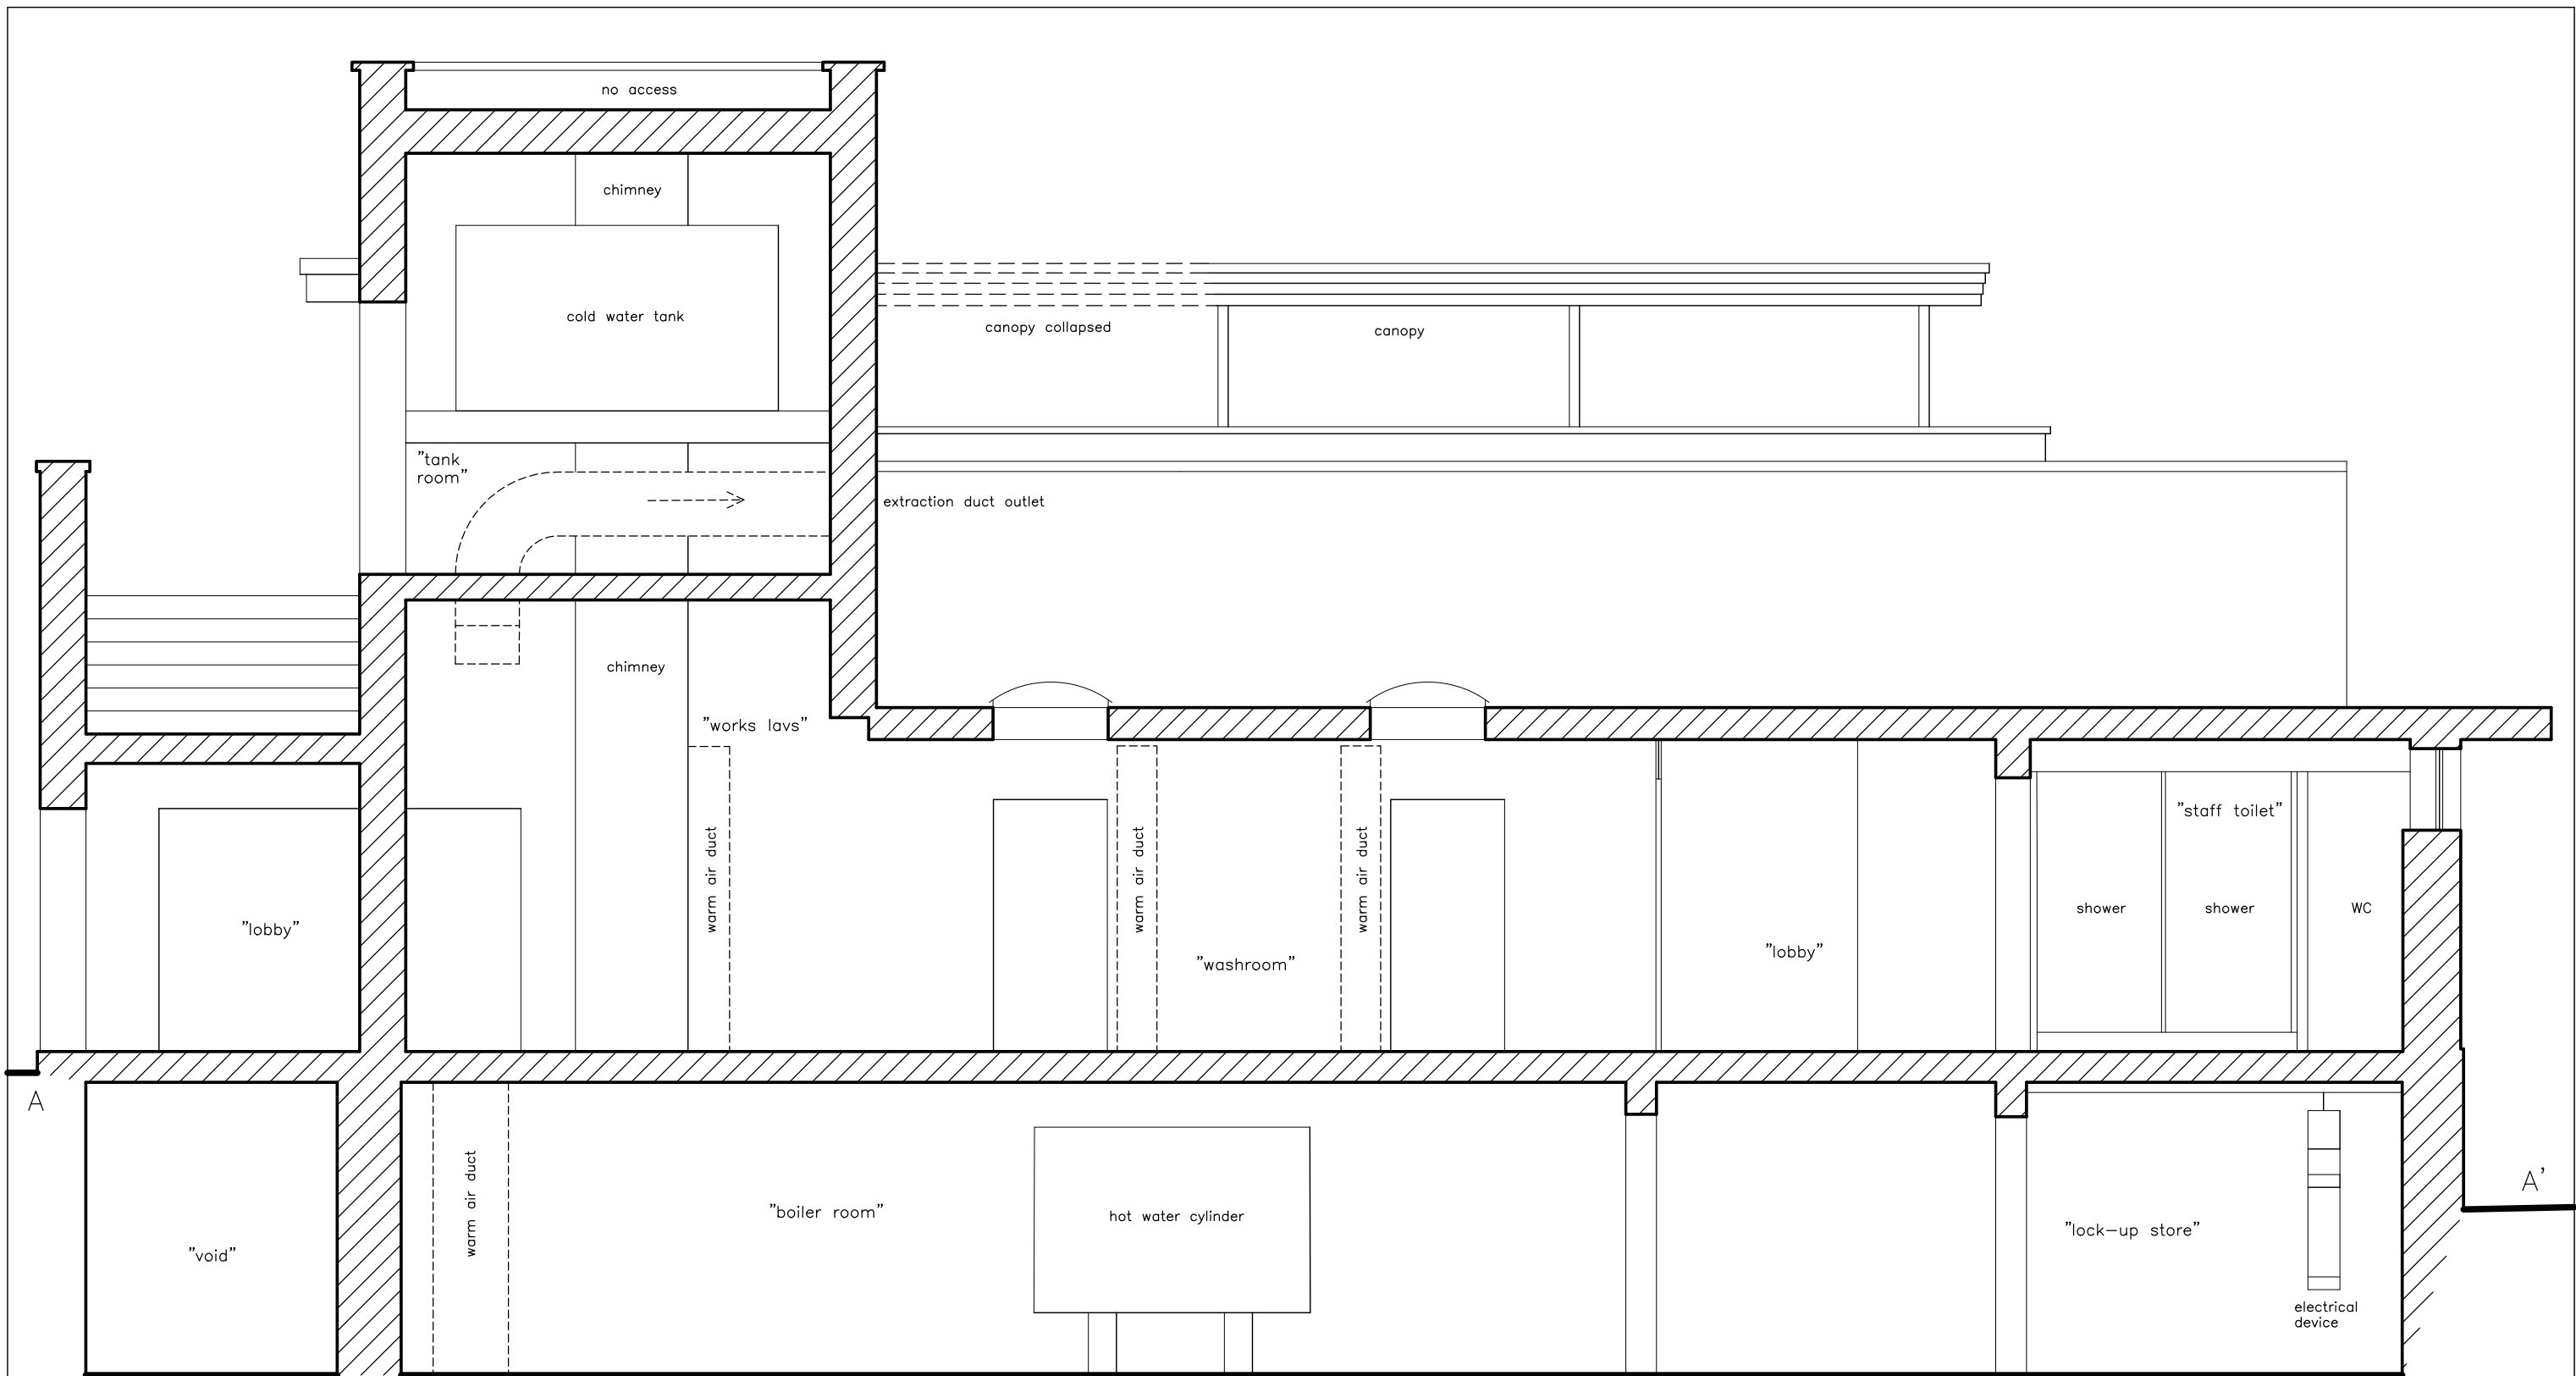 no access
chimney
cold water tank
canopy collapsed
canopy
"tank
room"
extraction duct outlet
chimney
"works lavs"
"staff toilet"
warm air duct
warm air duct
warm air duct
shower
shower
WC
"lobby"
"lobby"
"washroom"
A
A'
warm air duct
"boiler room"
hot water cylinder
"lock-up store"
"void"
electrical
device